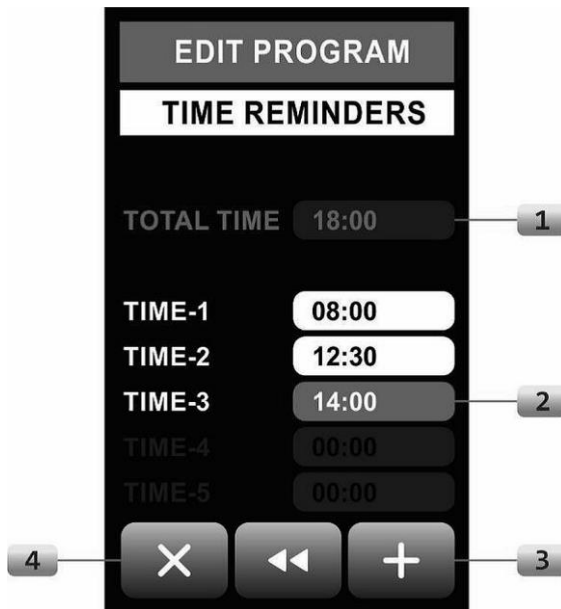 EDIT PROGRAM
TIME REMINDERS
TOTAL TIME 18:00 1
TIME-1 08:00
TIME-2 12:30
TIME-3 14:00 2
TIME-4 00:00
TIME-5 00:00
4 3